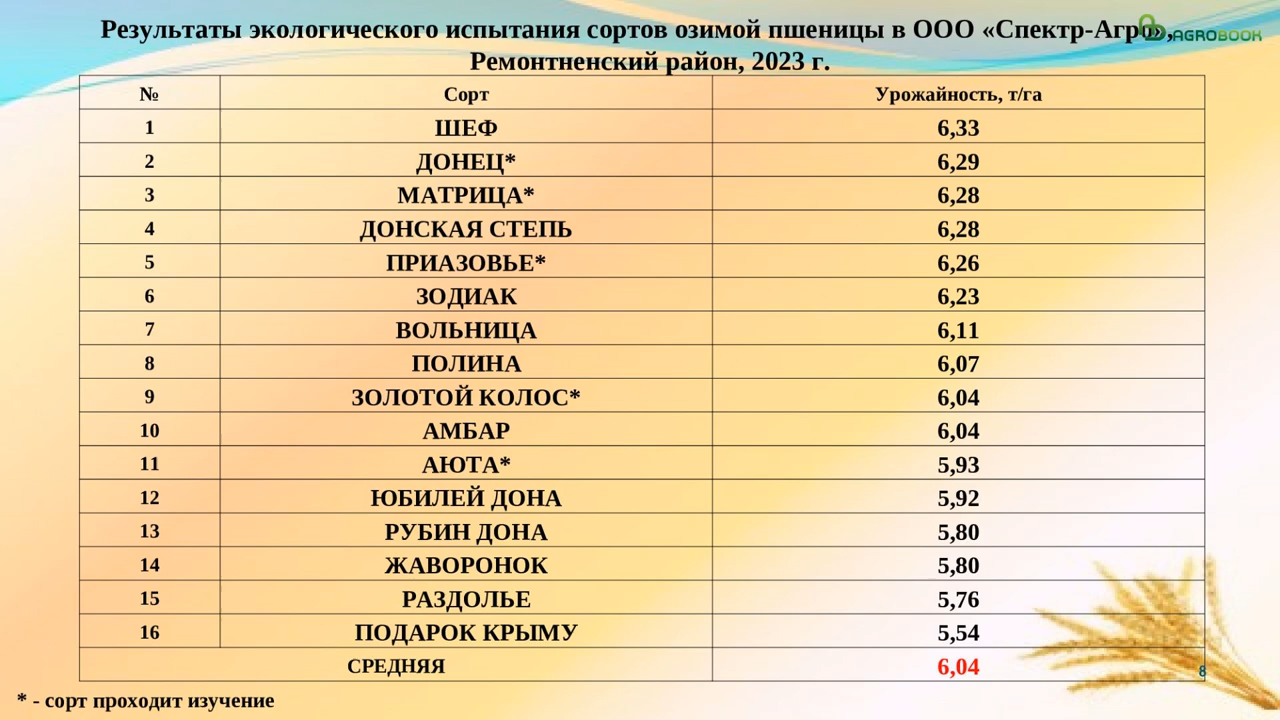 Результаты экологического испытания сортов озимой пшеницы в ООО «Спектр-Агро»,
AGROBOOK
Ремонтненский район, 2023 г.
№ Сорт Урожайность, т/га
1 ШЕФ 6,33
2 ДОНЕЦ* 6,29
3 МАТРИЦА* 6,28
4 ДОНСКАЯ СТЕПЬ 6,28
5 ПРИАЗОВЬЕ* 6,26
6 ЗОДИАК 6,23
7 ВОЛЬНИЦА 6,11
8 ПОЛИНА 6,07
9 ЗОЛОТОЙ КОЛОС* 6,04
10 АМБАР 6,04
11 АЮТА* 5,93
12 ЮБИЛЕЙ ДОНА 5,92
13 РУБИН ДОНА 5,80
14 ЖАВОРОНОК 5,80
15 РАЗДОЛЬЕ 5,76
16 ПОДАРОК КРЫМУ 5,54
СРЕДНЯЯ 6,04
8
* - сорт проходит изучение